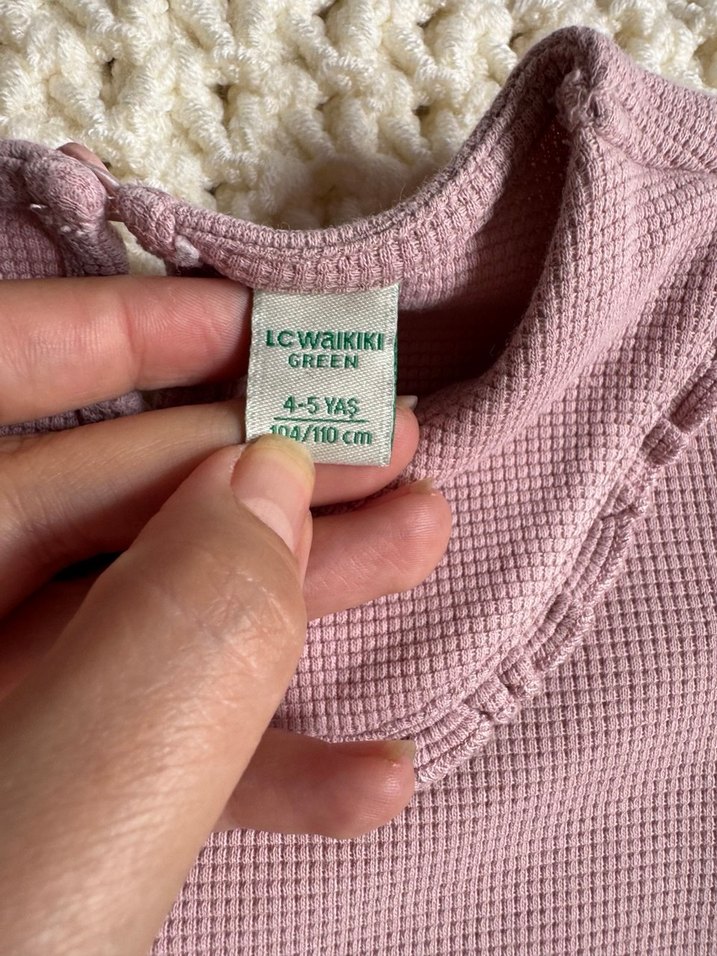 LC WAIKIKI
GREEN
4-5 YAŞ
104/110 cm